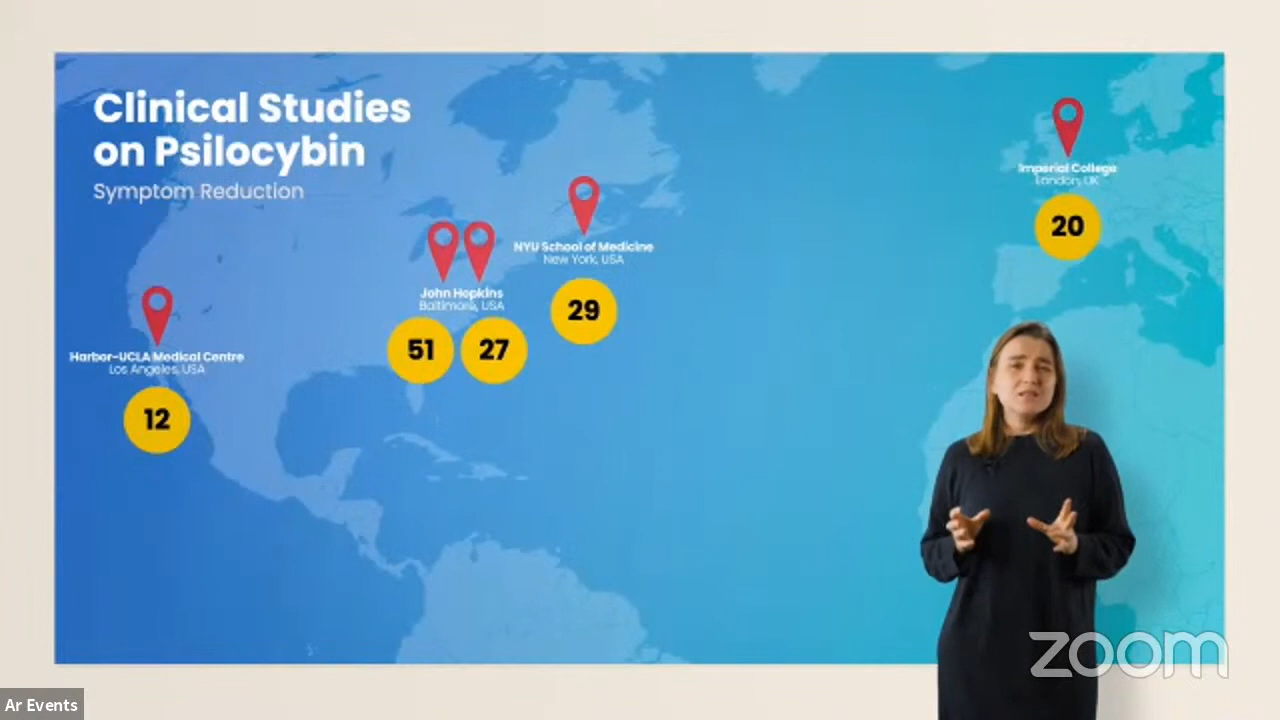 Clinical Studies
on Psilocybin
Symptom Reduction
Imperial College
London, UK
20
NYU School of Medicine
New York, USA
29
John Hopkins
Baltimore, USA
51 27
Harbor-UCLA Medical Centre
Los Angeles, USA
12
zoom
Ar Events